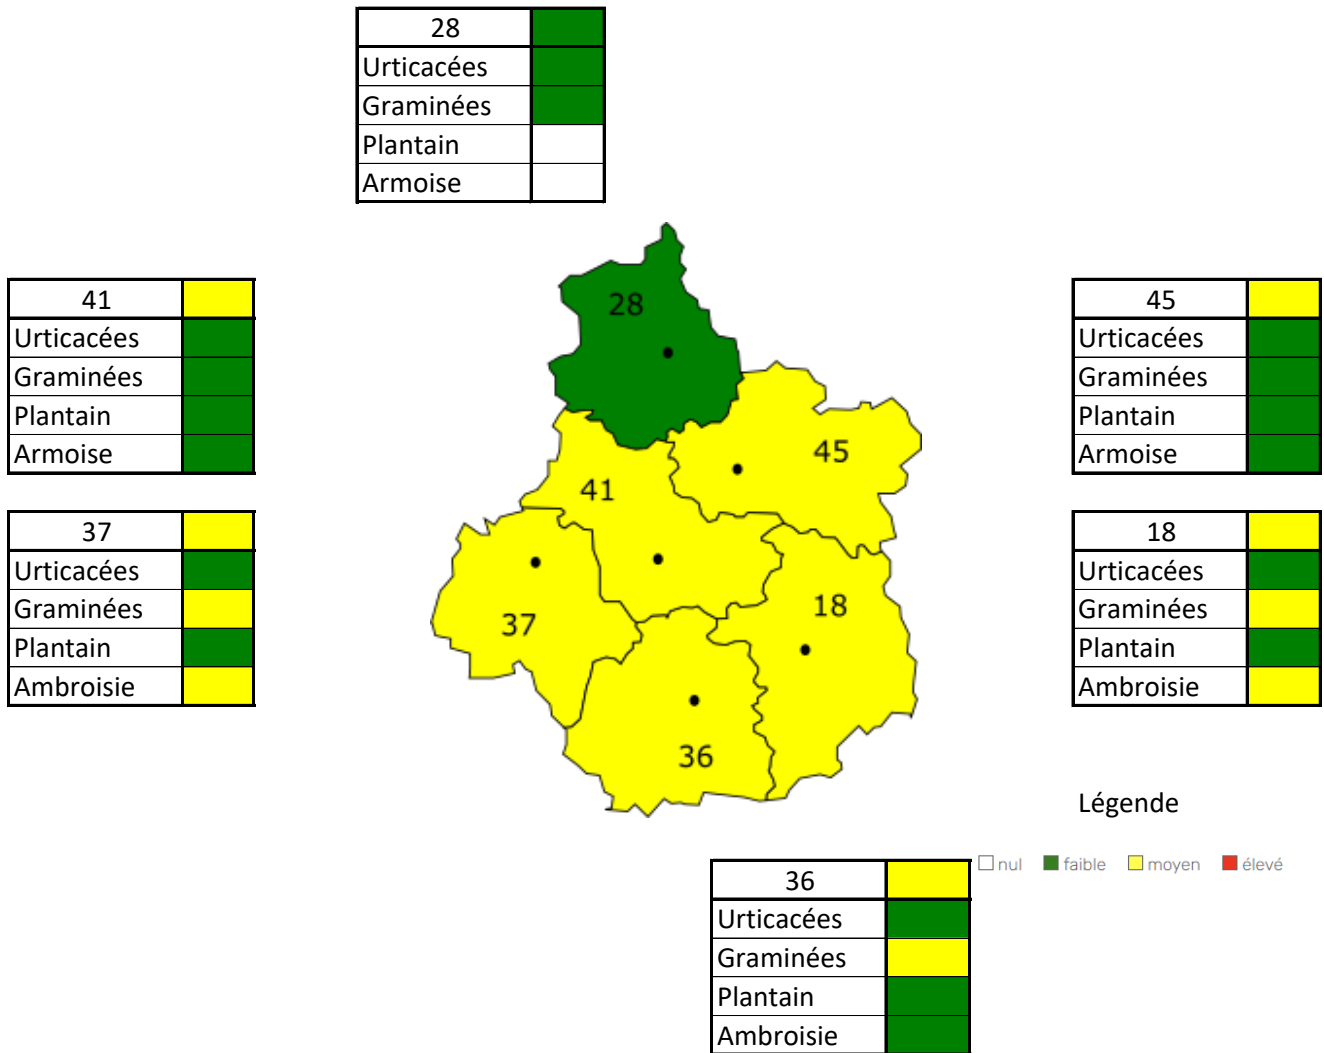 28
Urticacées
Graminées
Plantain
Armoise
41
Urticacées
Graminées
Plantain
Armoise
37
Urticacées
Graminées
Plantain
Ambroisie
28
45
41
18
37
36
45
Urticacées
Graminées
Plantain
Armoise
18
Urticacées
Graminées
Plantain
Ambroisie
Légende
nul faible moyen élevé
36
Urticacées
Graminées
Plantain
Ambroisie